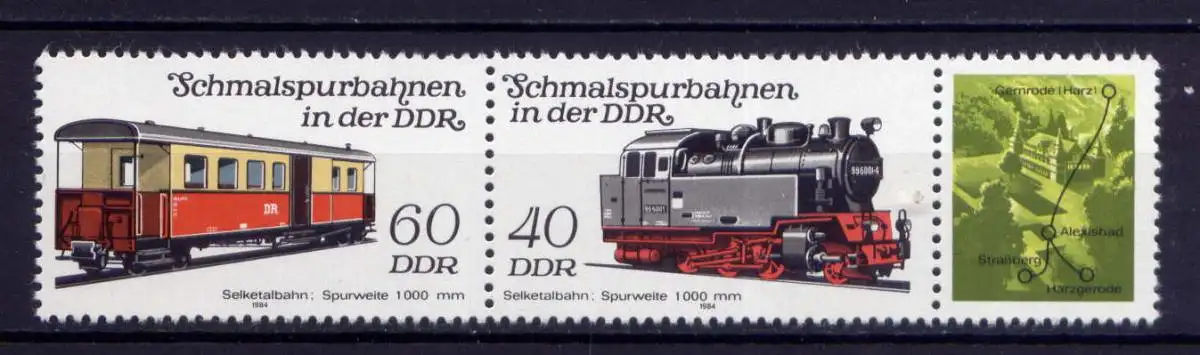 Schmalspurbahnen
in der DDR
DR
60
DDR
Selketalbahn; Spurweite 1000 mm
1984
Schmalspurbahnen
in der DDR
996001-4
996001
40
DDR
Selketalbahn; Spurweite 1000 mm
1984
Gernrode (Harz)
Alexisbad
Straßberg
Harzgerode